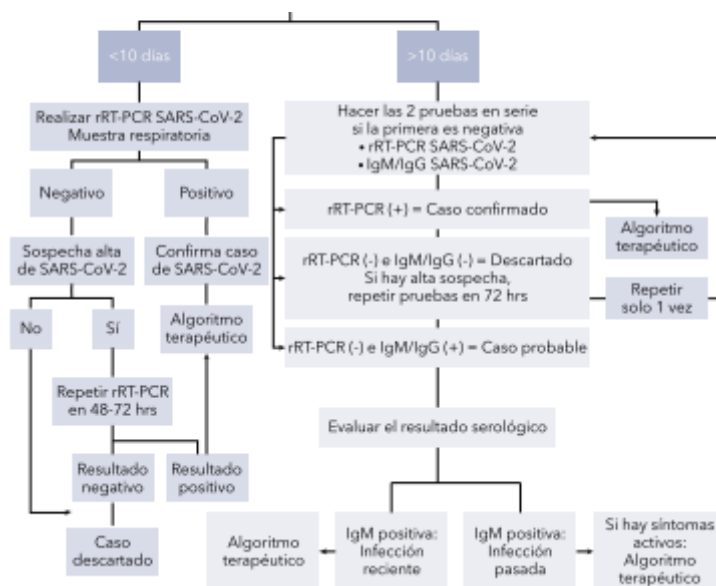 <10 días
>10 días
Realizar rRT-PCR SARS-CoV-2
Muestra respiratoria
Hacer las 2 pruebas en serie
si la primera es negativa
• rRT-PCR SARS-CoV-2
• IgM/IgG SARS-CoV-2
Negativo
Positivo
rRT-PCR (+) = Caso confirmado
Algoritmo
terapéutico
Sospecha alta
de SARS-CoV-2
Confirma caso
de SARS-CoV-2
rRT-PCR (-) e IgM/IgG (-) = Descartado
Si hay alta sospecha,
repetir pruebas en 72 hrs
Repetir
solo 1 vez
No
Sí
Algoritmo
terapéutico
rRT-PCR (-) e IgM/IgG (+) = Caso probable
Repetir rRT-PCR
en 48-72 hrs
Evaluar el resultado serológico
Resultado
negativo
Resultado
positivo
Caso
descartado
Algoritmo
terapéutico
IgM positiva:
Infección
reciente
IgM positiva:
Infección
pasada
Si hay síntomas
activos:
Algoritmo
terapéutico